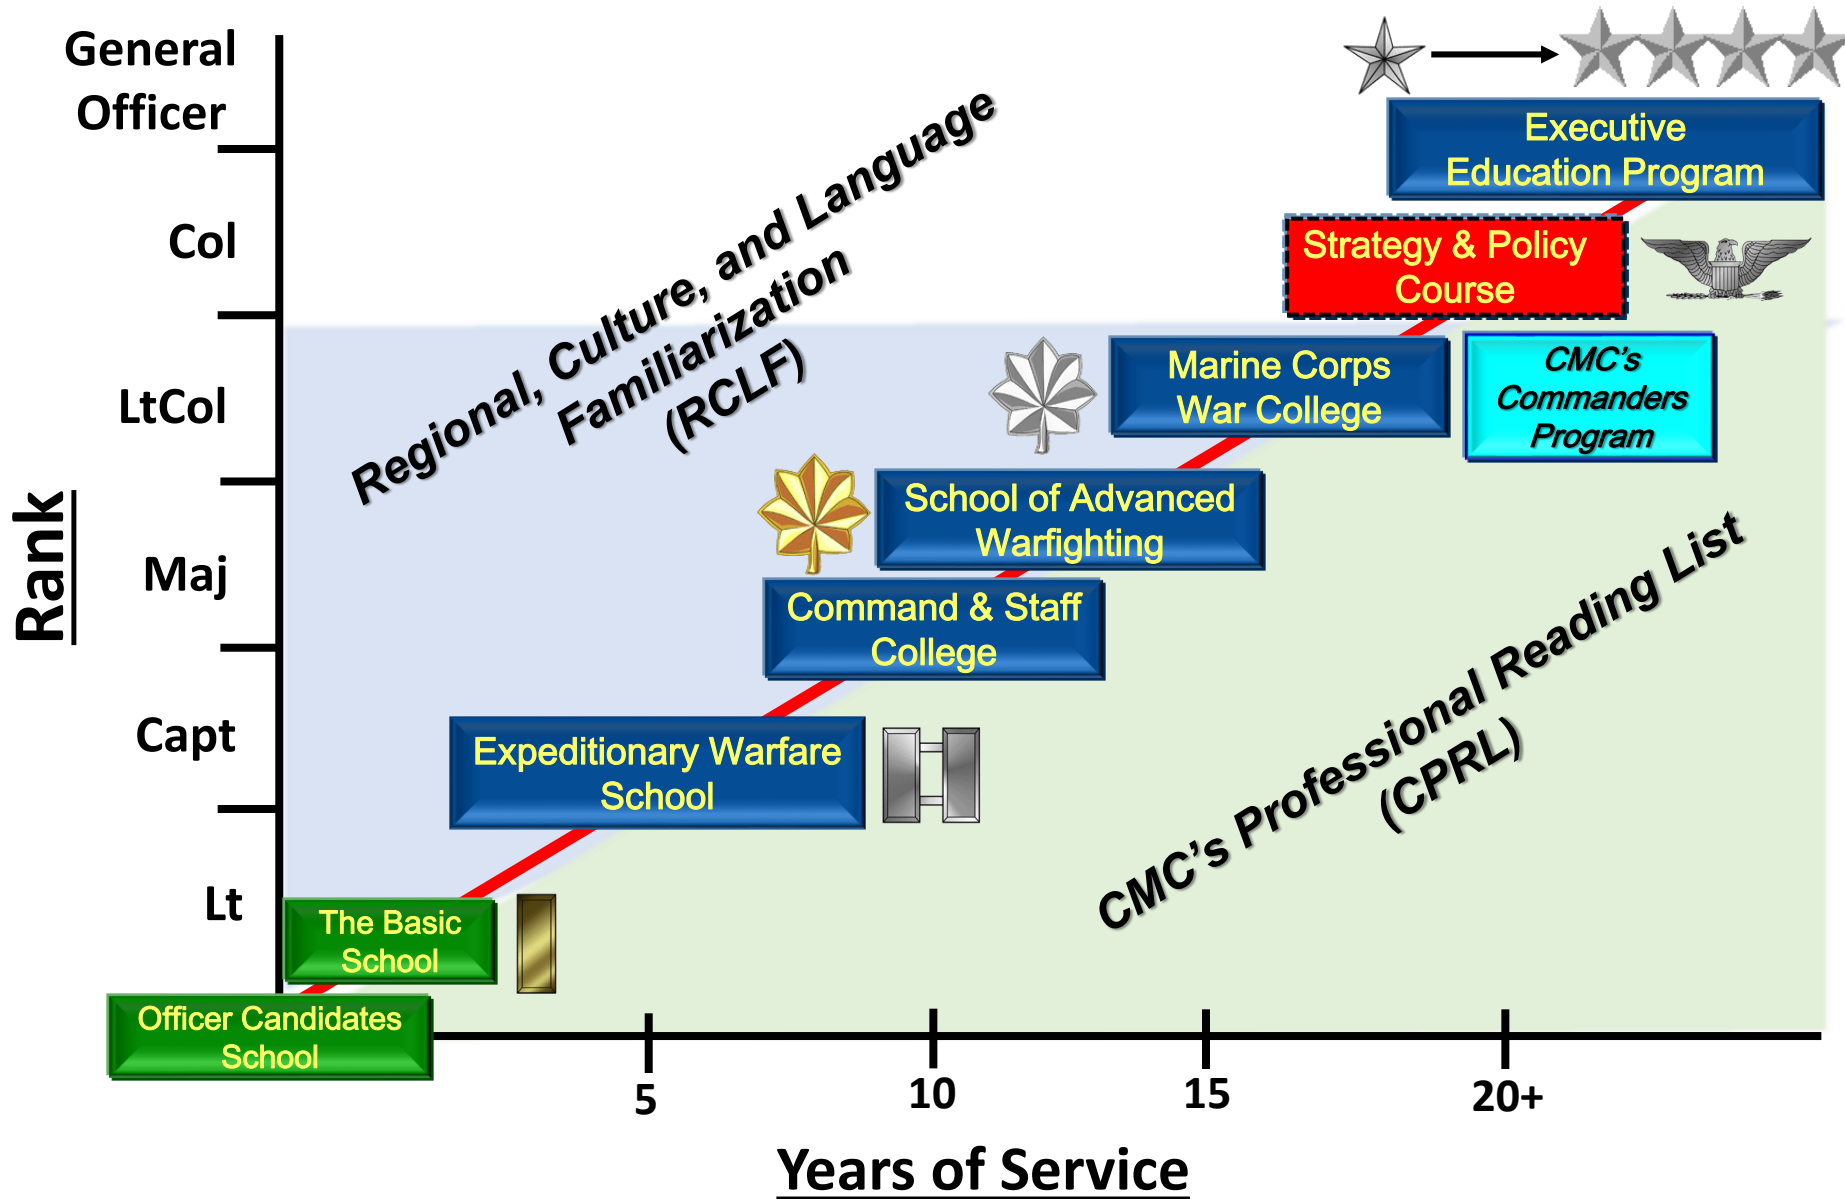 General
Officer
Col
LtCol
Maj
Capt
Lt
Rank
Regional, Culture, and Language
Familiarization
(RCLF)
Executive
Education Program
Strategy & Policy
Course
Marine Corps
War College
CMC's
Commanders
Program
School of Advanced
Warfighting
Command & Staff
College
Expeditionary Warfare
School
The Basic
School
Officer Candidates
School
CMC's Professional Reading List
(CPRL)
5
10
15
20+
Years of Service